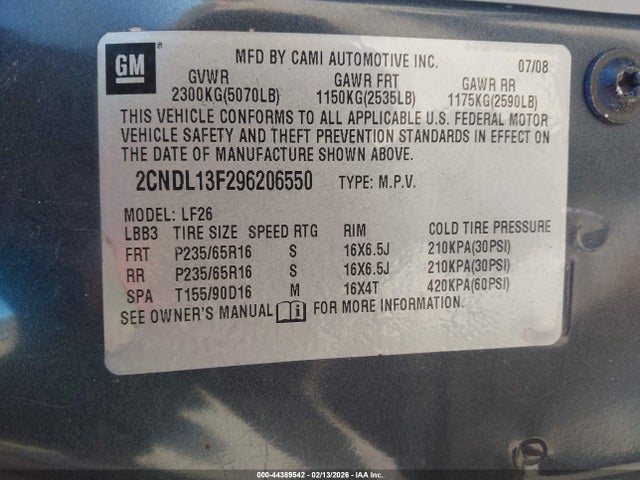 GM
MFD BY CAMI AUTOMOTIVE INC.
07/08
GVWR GAWR FRT GAWR RR
2300KG(5070LB) 1150KG(2535LB) 1175KG(2590LB)
THIS VEHICLE CONFORMS TO ALL APPLICABLE U.S. FEDERAL MOTOR
VEHICLE SAFETY AND THEFT PREVENTION STANDARDS IN EFFECT ON
THE DATE OF MANUFACTURE SHOWN ABOVE.
2CNDL13F296206550 TYPE: M.P.V.
MODEL: LF26
LBB3 TIRE SIZE SPEED RTG RIM COLD TIRE PRESSURE
FRT P235/65R16 S 16X6.5J 210KPA(30PSI)
RR P235/65R16 S 16X6.5J 210KPA(30PSI)
SPA T155/90D16 M 16X4T 420KPA(60PSI)
SEE OWNER'S MANUAL i FOR MORE INFORMATION.
000-44389542 - 02/13/2026 - COPYRIGHT IAA, LLC.